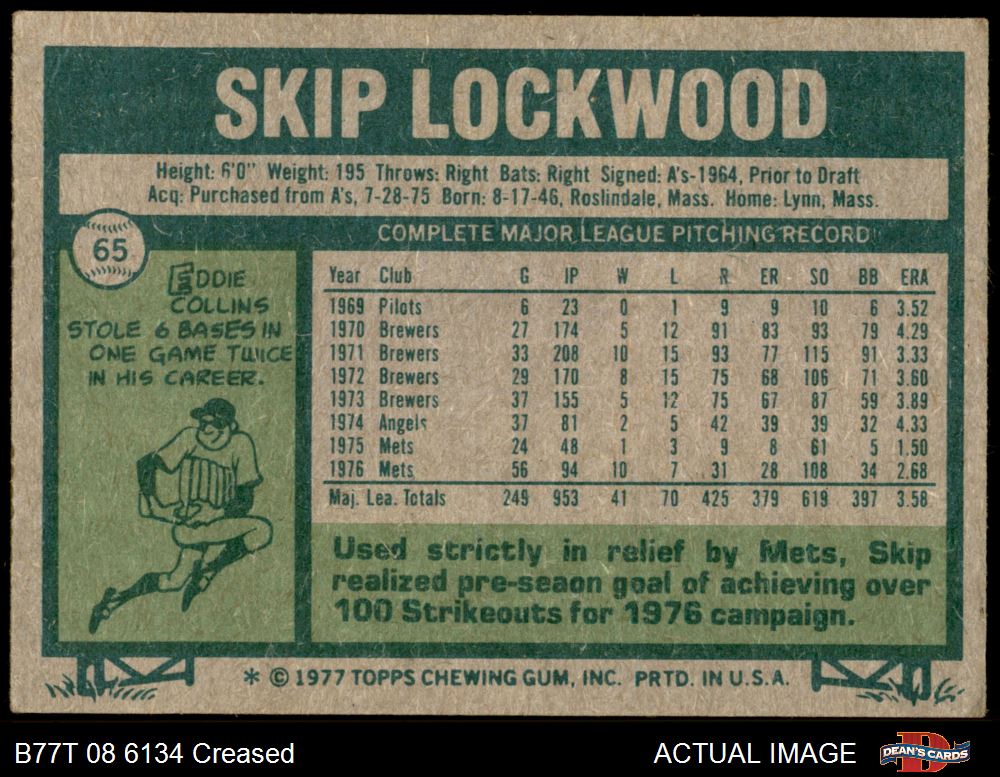 SKIP LOCKWOOD
Height: 6'0" Weight: 195 Throws: Right Bats: Right Signed: A's-1964, Prior to Draft
Acq: Purchased from A's, 7-28-75 Born: 8-17-46, Roslindale, Mass. Home: Lynn, Mass.
65
EDDIE
COLLINS
STOLE 6 BASES IN
ONE GAME TWICE
IN HIS CAREER.
COMPLETE MAJOR LEAGUE PITCHING RECORD
Year Club G IP W L R ER SO BB ERA
1969 Pilots 6 23 0 1 9 9 10 6 3.52
1970 Brewers 27 174 5 12 91 83 93 79 4.29
1971 Brewers 33 208 10 15 93 77 115 91 3.33
1972 Brewers 29 170 8 15 75 68 106 71 3.60
1973 Brewers 37 155 5 12 75 67 87 59 3.89
1974 Angels 37 81 2 5 42 39 39 32 4.33
1975 Mets 24 48 1 3 9 8 61 5 1.50
1976 Mets 56 94 10 7 31 28 108 34 2.68
Maj. Lea. Totals 249 953 41 70 425 379 619 397 3.58
Used strictly in relief by Mets, Skip
realized pre-seaon goal of achieving over
100 Strikeouts for 1976 campaign.
* © 1977 TOPPS CHEWING GUM, INC. PRTD. IN U.S.A.
B77T 08 6134 Creased
ACTUAL IMAGE
DEAN'S CARDS